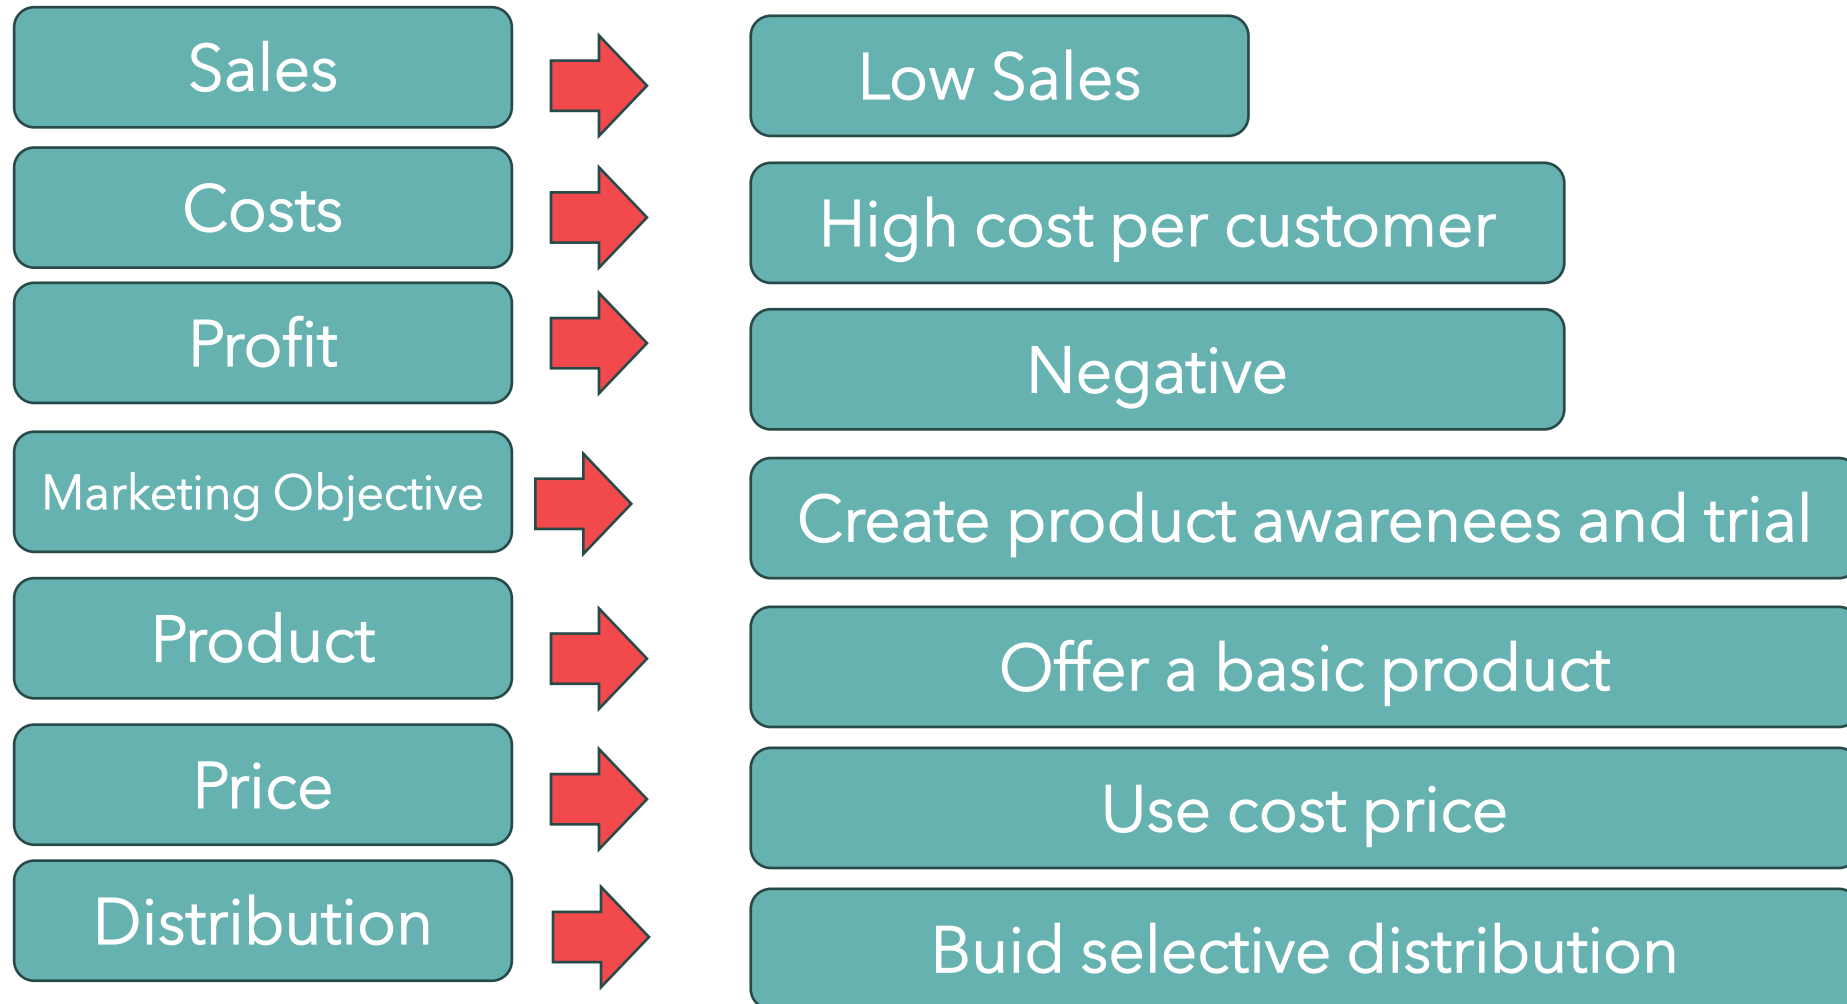 Sales
Low Sales
Costs
High cost per customer
Profit
Negative
Marketing Objective
Create product awarenees and trial
Product
Offer a basic product
Price
Use cost price
Distribution
Buid selective distribution